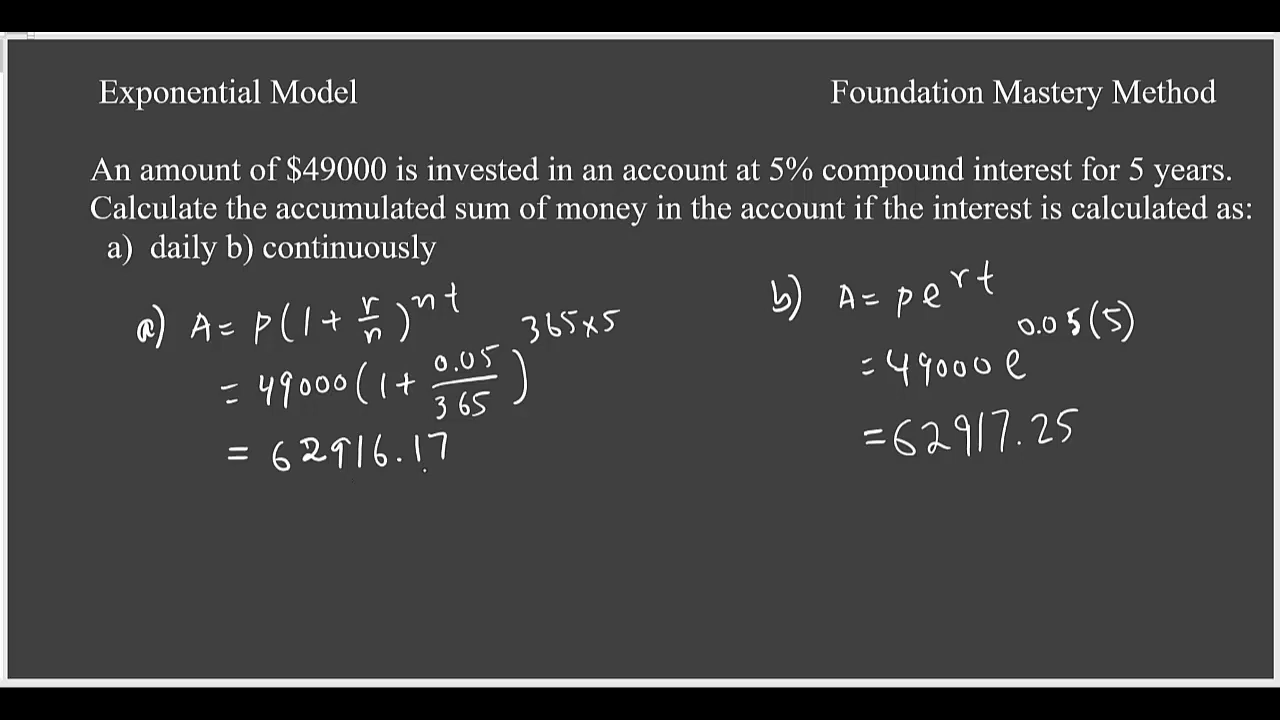 Exponential Model Foundation Mastery Method
An amount of $49000 is invested in an account at 5% compound interest for 5 years.
Calculate the accumulated sum of money in the account if the interest is calculated as:
a) daily b) continuously
a) A = P(1 + r/n)^nt
= 49000(1 + 0.05/365)^365×5
= 62916.17
b) A = pe^rt
= 49000 e^0.05(5)
= 62917.25